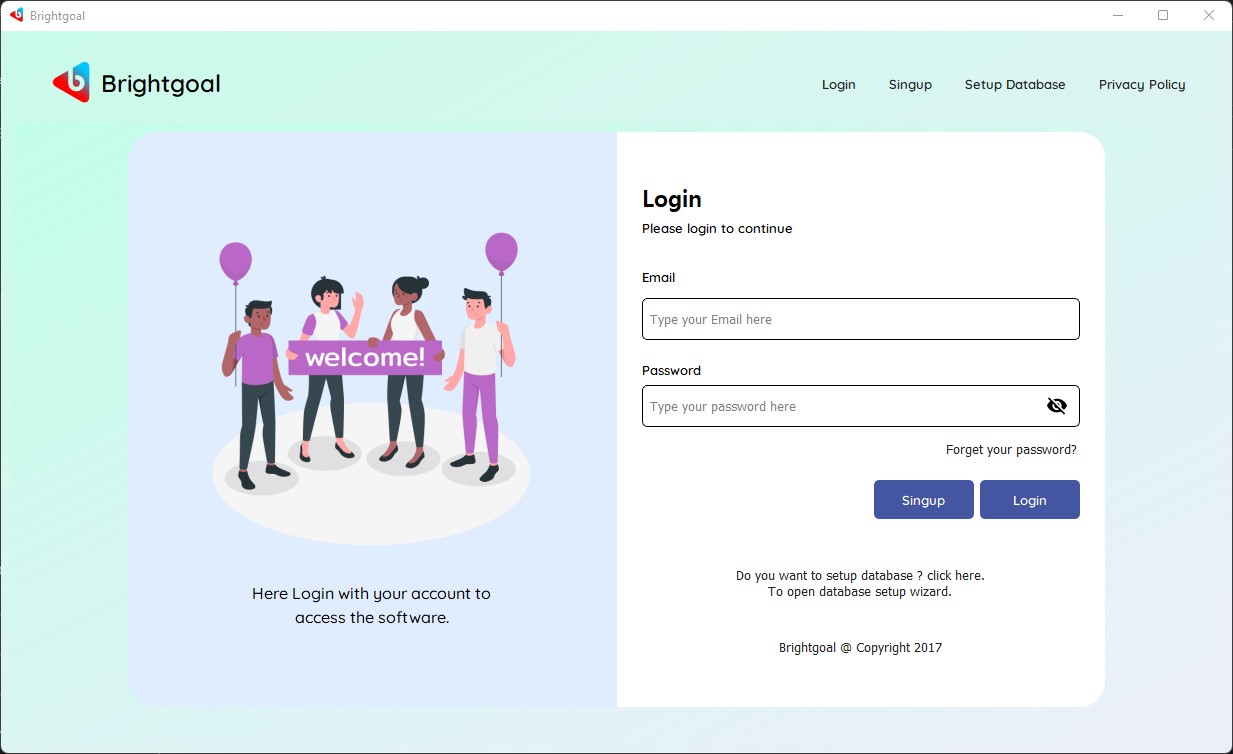 Brightgoal
Brightgoal
Login
Singup
Setup Database
Privacy Policy
welcome!
Here Login with your account to
access the software.
Login
Please login to continue
Email
Type your Email here
Password
Type your password here
Forget your password?
Singup
Login
Do you want to setup database ? click here.
To open database setup wizard.
Brightgoal @ Copyright 2017